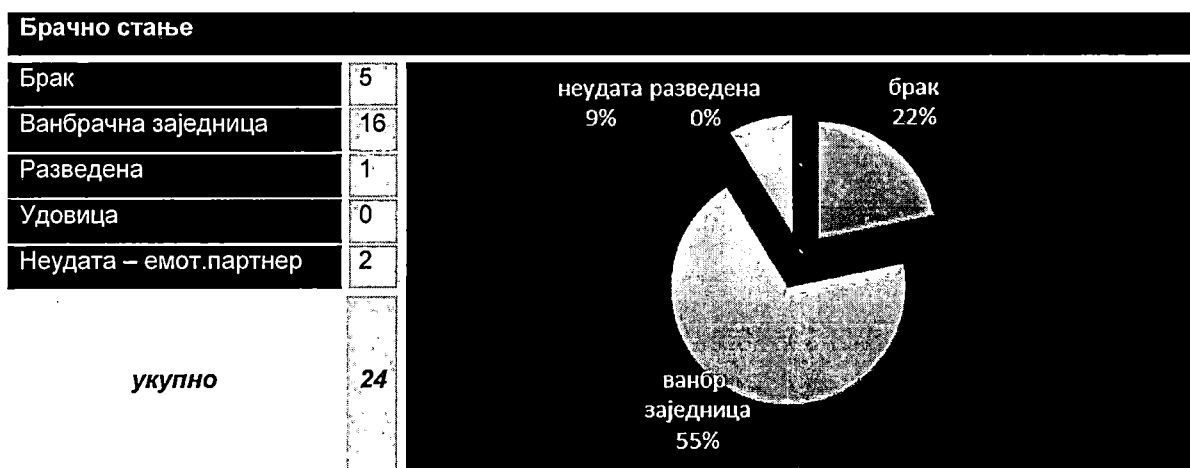 Брачно стање
Брак 5
Ванбрачна заједница 16
Разведена 1
Удовица 0
Неудата – емот.партнер 2
укупно 24
неудата разведена
9% 0%
брак
22%
ванбр
заједница
55%